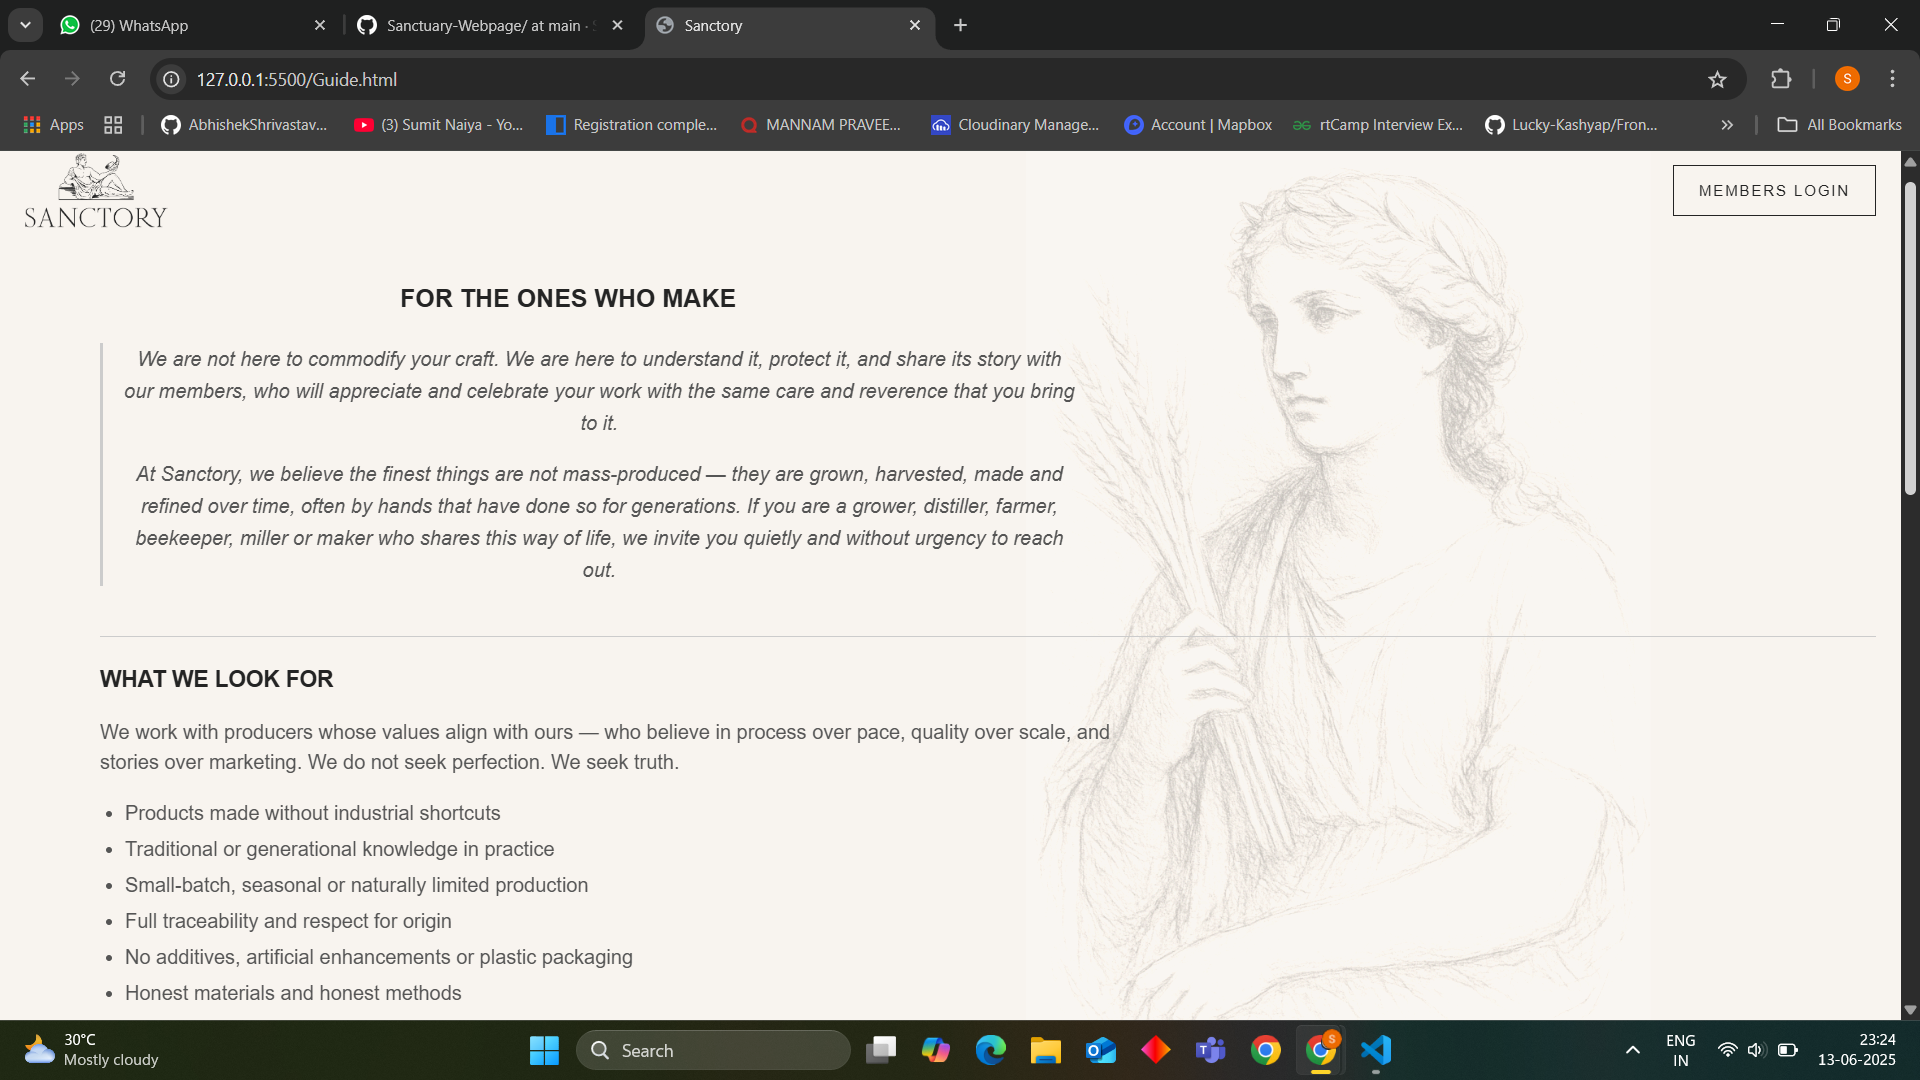 (29) WhatsApp
Sanctuary-Webpage/ at main ·
Sanctory
127.0.0.1:5500/Guide.html
S
Apps
AbhishekShrivastav...
(3) Sumit Naiya - Yo...
Registration comple...
MANNAM PRAVEE...
Cloudinary Manage...
Account | Mapbox
rtCamp Interview Ex...
Lucky-Kashyap/Fron...
All Bookmarks
SANCTORY
MEMBERS LOGIN
FOR THE ONES WHO MAKE
We are not here to commodify your craft. We are here to understand it, protect it, and share its story with
our members, who will appreciate and celebrate your work with the same care and reverence that you bring
to it.
At Sanctory, we believe the finest things are not mass-produced — they are grown, harvested, made and
refined over time, often by hands that have done so for generations. If you are a grower, distiller, farmer,
beekeeper, miller or maker who shares this way of life, we invite you quietly and without urgency to reach
out.
WHAT WE LOOK FOR
We work with producers whose values align with ours — who believe in process over pace, quality over scale, and
stories over marketing. We do not seek perfection. We seek truth.
• Products made without industrial shortcuts
• Traditional or generational knowledge in practice
• Small-batch, seasonal or naturally limited production
• Full traceability and respect for origin
• No additives, artificial enhancements or plastic packaging
• Honest materials and honest methods
30°C
Mostly cloudy
Search
S
ENG
IN
23:24
13-06-2025